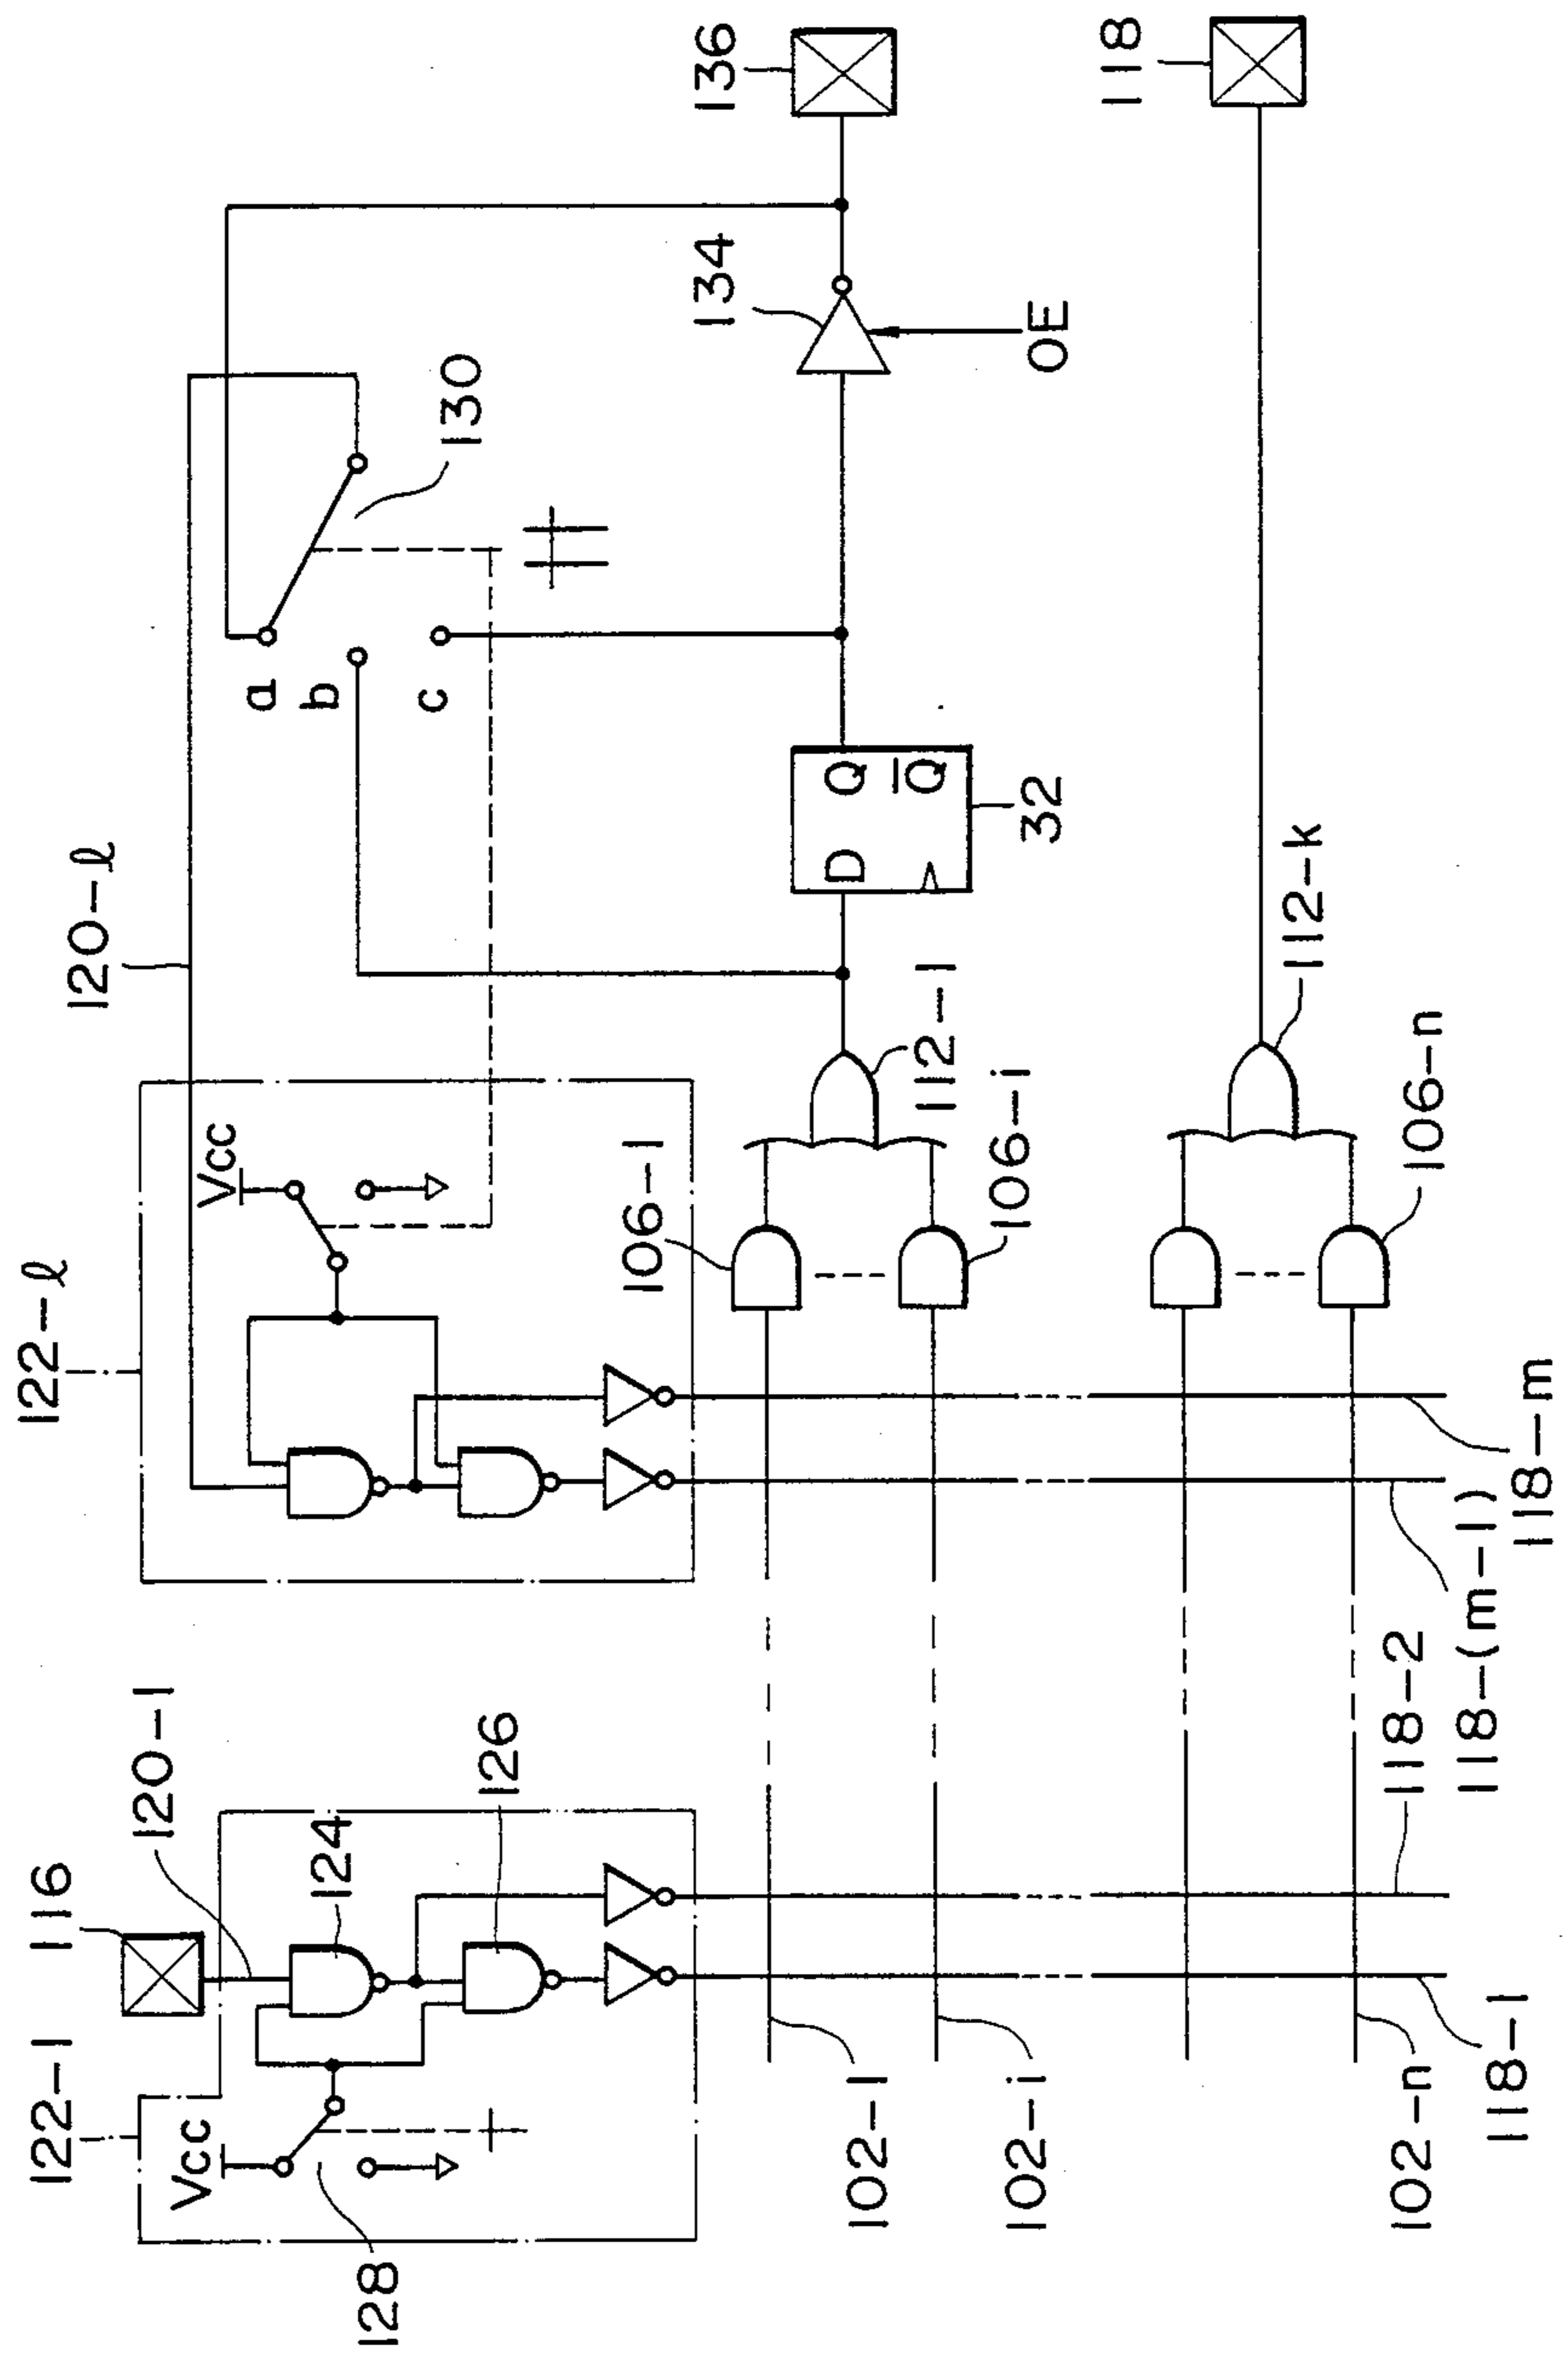 122-1
116
120-1
122-ℓ
120-ℓ
Vcc
124
126
128
Vcc
130
a
b
c
106-1
106-i
112-1
D
Q
Q̅
32
134
OE
136
102-1
102-i
106-n
112-k
118
102-n
118-1
118-2
118-(m-1)
118-m